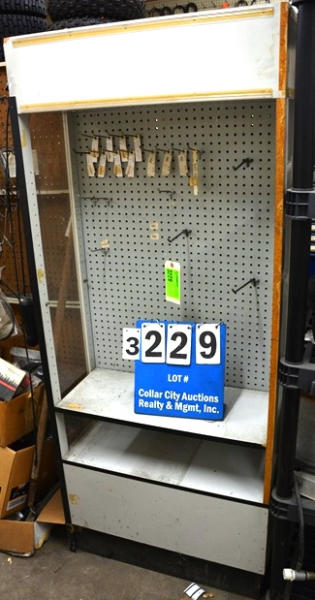 3229
LOT #
Collar City Auctions
Realty & Mgmt, Inc.